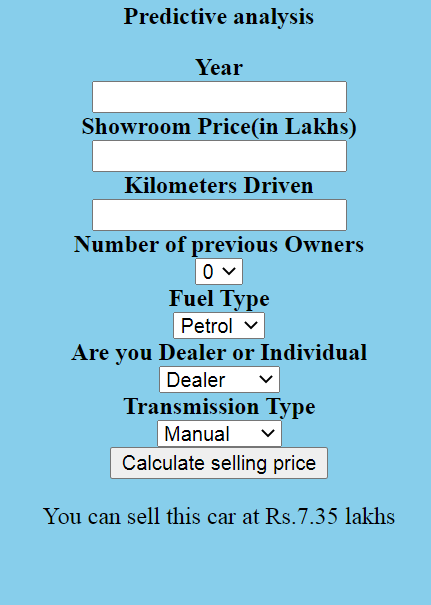 Predictive analysis
Year
Showroom Price(in Lakhs)
Kilometers Driven
Number of previous Owners
0
Fuel Type
Petrol
Are you Dealer or Individual
Dealer
Transmission Type
Manual
Calculate selling price
You can sell this car at Rs.7.35 lakhs